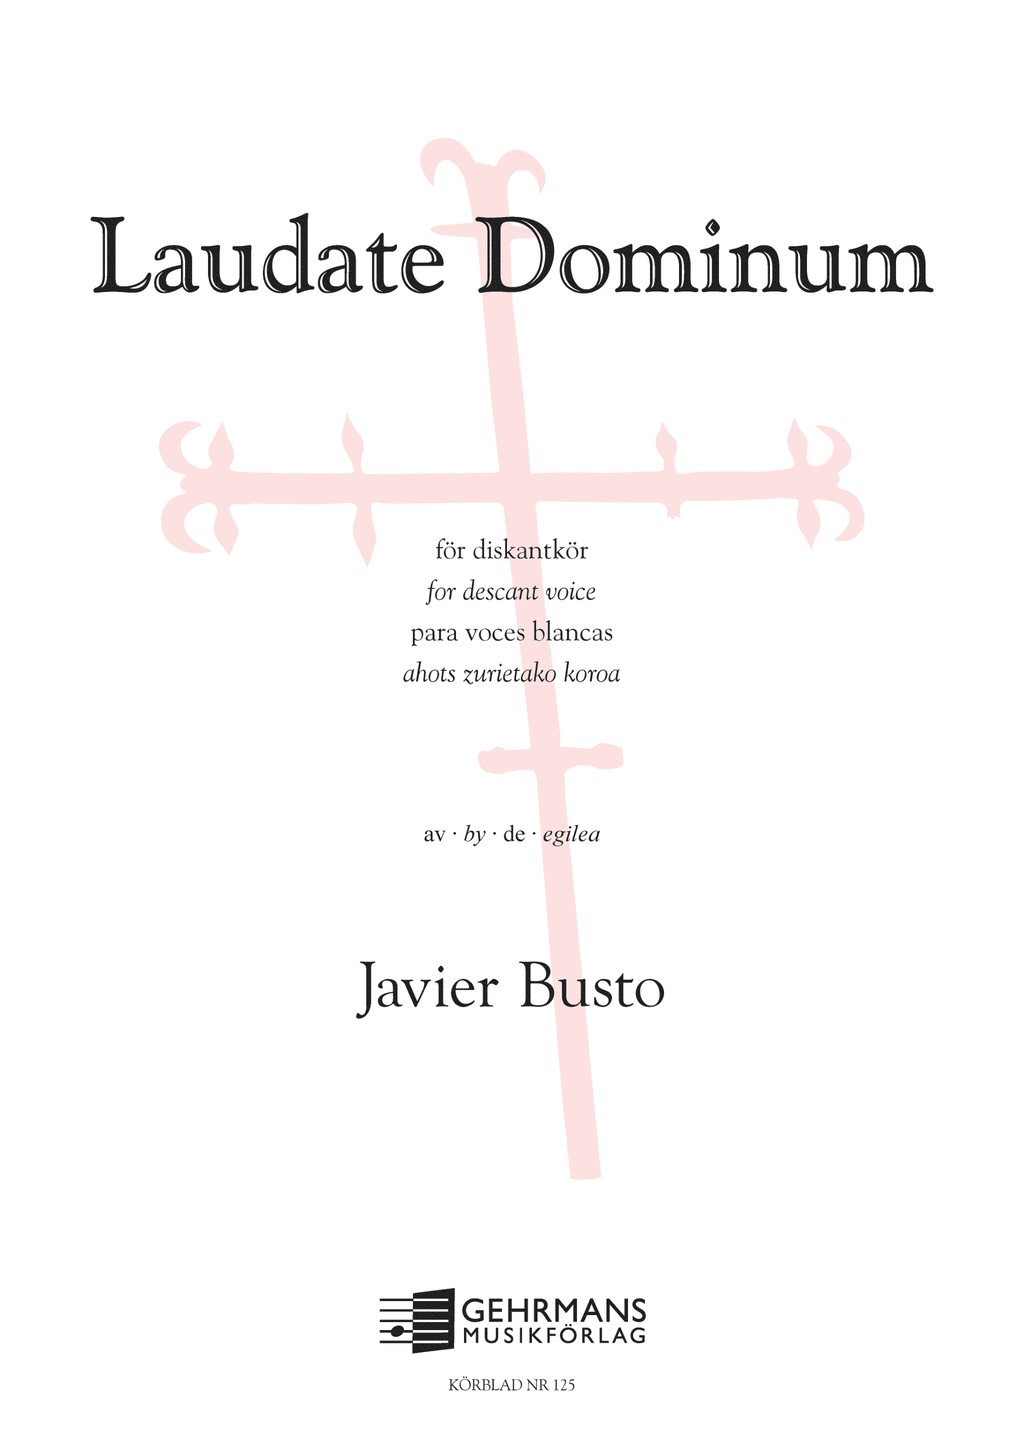 Laudate Dominum
för diskantkör
for descant voice
para voces blancas
ahots zurietako koroa
av · by · de · egilea
Javier Busto
GEHRMANS
MUSIKFÖRLAG
KÖRBLAD NR 125